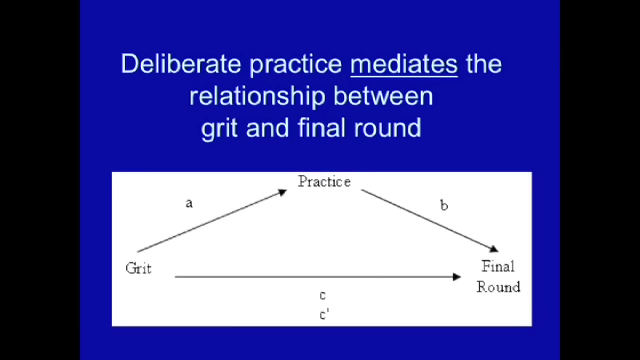 Deliberate practice mediates the
relationship between
grit and final round
Practice
a
b
Grit
Final
Round
c
c'